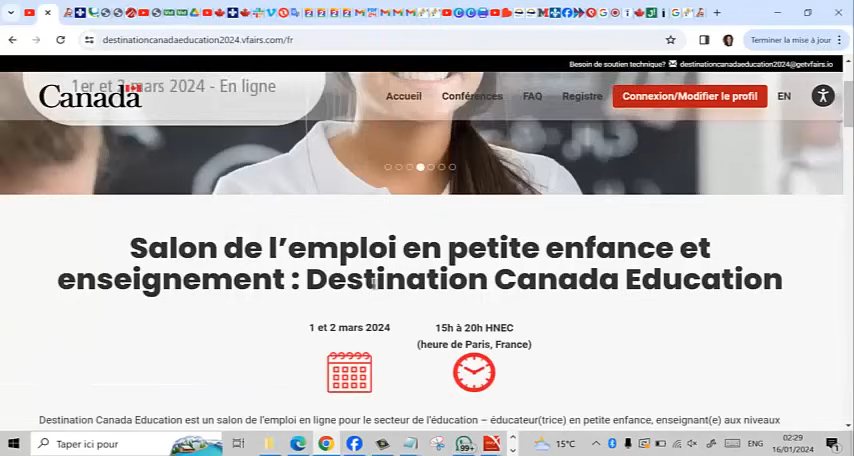 destinationcanadaeducation2024.vfairs.com/fr
Terminer la mise à jour
Besoin de soutien technique? destinationcanadaeducation2024@getvfairs.io
1er et 2 mars 2024 - En ligne
Canada
Accueil Conférences FAQ Registre Connexion/Modifier le profil EN
Salon de l'emploi en petite enfance et
enseignement : Destination Canada Education
1 et 2 mars 2024
15h à 20h HNEC
(heure de Paris, France)
Destination Canada Education est un salon de l'emploi en ligne pour le secteur de l'éducation – éducateur(trice) en petite enfance, enseignant(e) aux niveaux
Taper ici pour
99+
15°C
ENG
02:29
16/01/2024